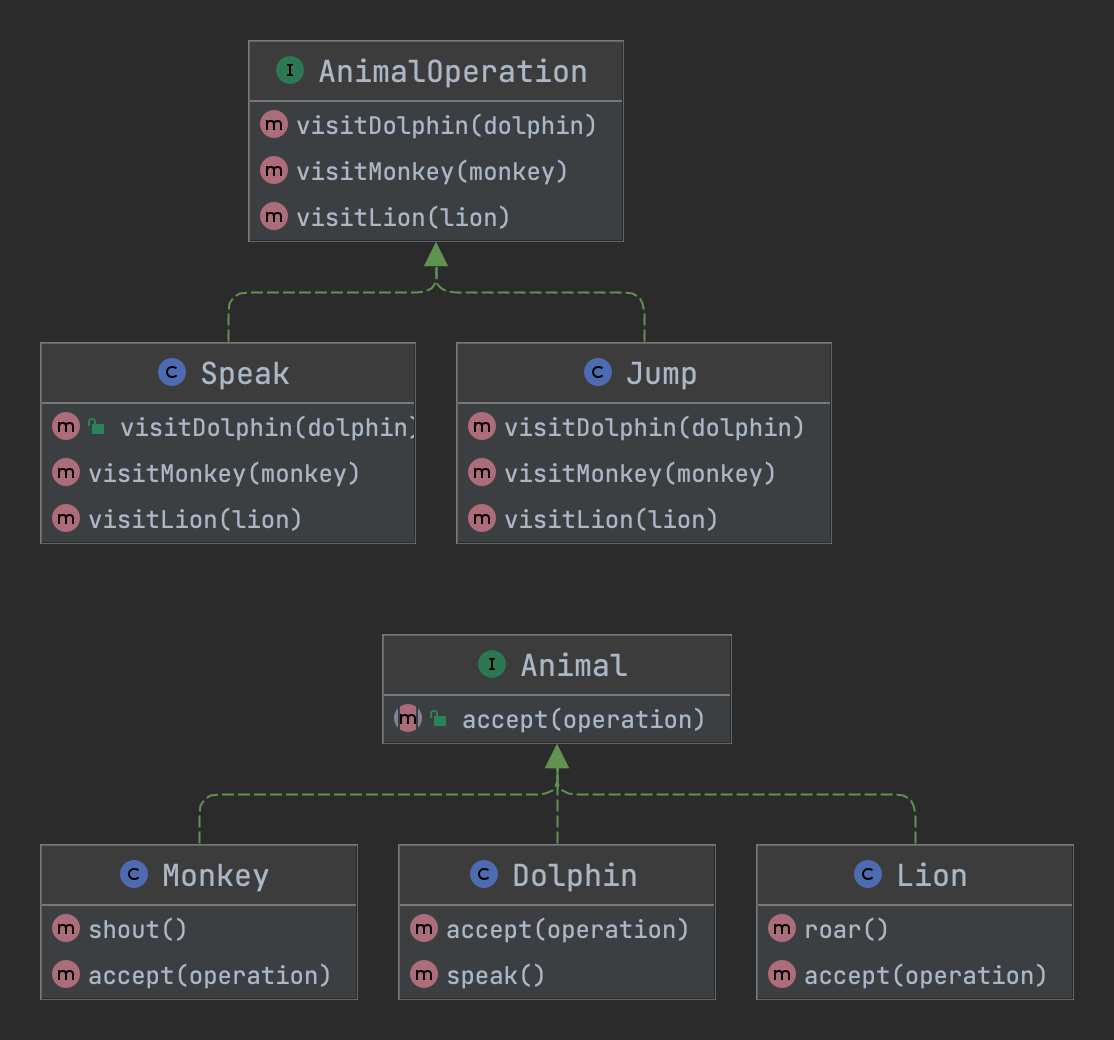 I AnimalOperation
m visitDolphin(dolphin)
m visitMonkey(monkey)
m visitLion(lion)
C Speak
m visitDolphin(dolphin)
m visitMonkey(monkey)
m visitLion(lion)
C Jump
m visitDolphin(dolphin)
m visitMonkey(monkey)
m visitLion(lion)
I Animal
m accept(operation)
C Monkey
m shout()
m accept(operation)
C Dolphin
m accept(operation)
m speak()
C Lion
m roar()
m accept(operation)